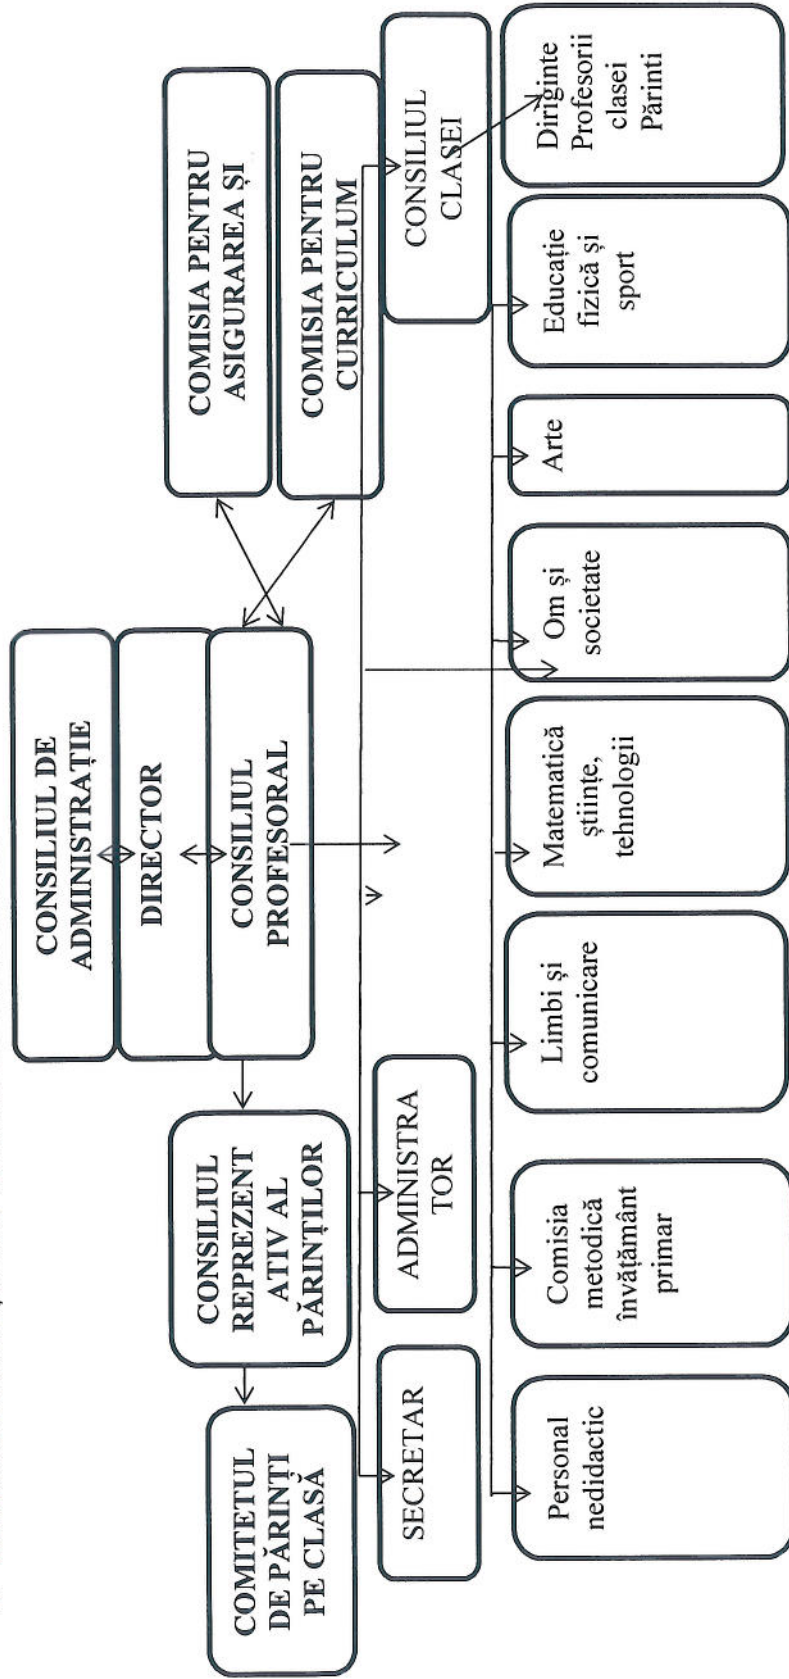 CONSILIUL DE
ADMINISTRAȚIE
DIRECTOR
CONSILIUL
PROFESORAL
COMISIA PENTRU
ASIGURAREA ȘI
COMISIA PENTRU
CURRICULUM
CONSILIUL
REPREZENT
ATIV AL
PĂRINȚILOR
COMITETUL
DE PĂRINȚI
PE CLASĂ
SECRETAR
ADMINISTRA
TOR
CONSILIUL
CLASEI
Personal
nedidactic
Comisia
metodică
învățământ
primar
Limbi și
comunicare
Matematică
științe,
tehnologii
Om și
societate
Arte
Educație
fizică și
sport
Diriginte
Profesorii
clasei
Părinti